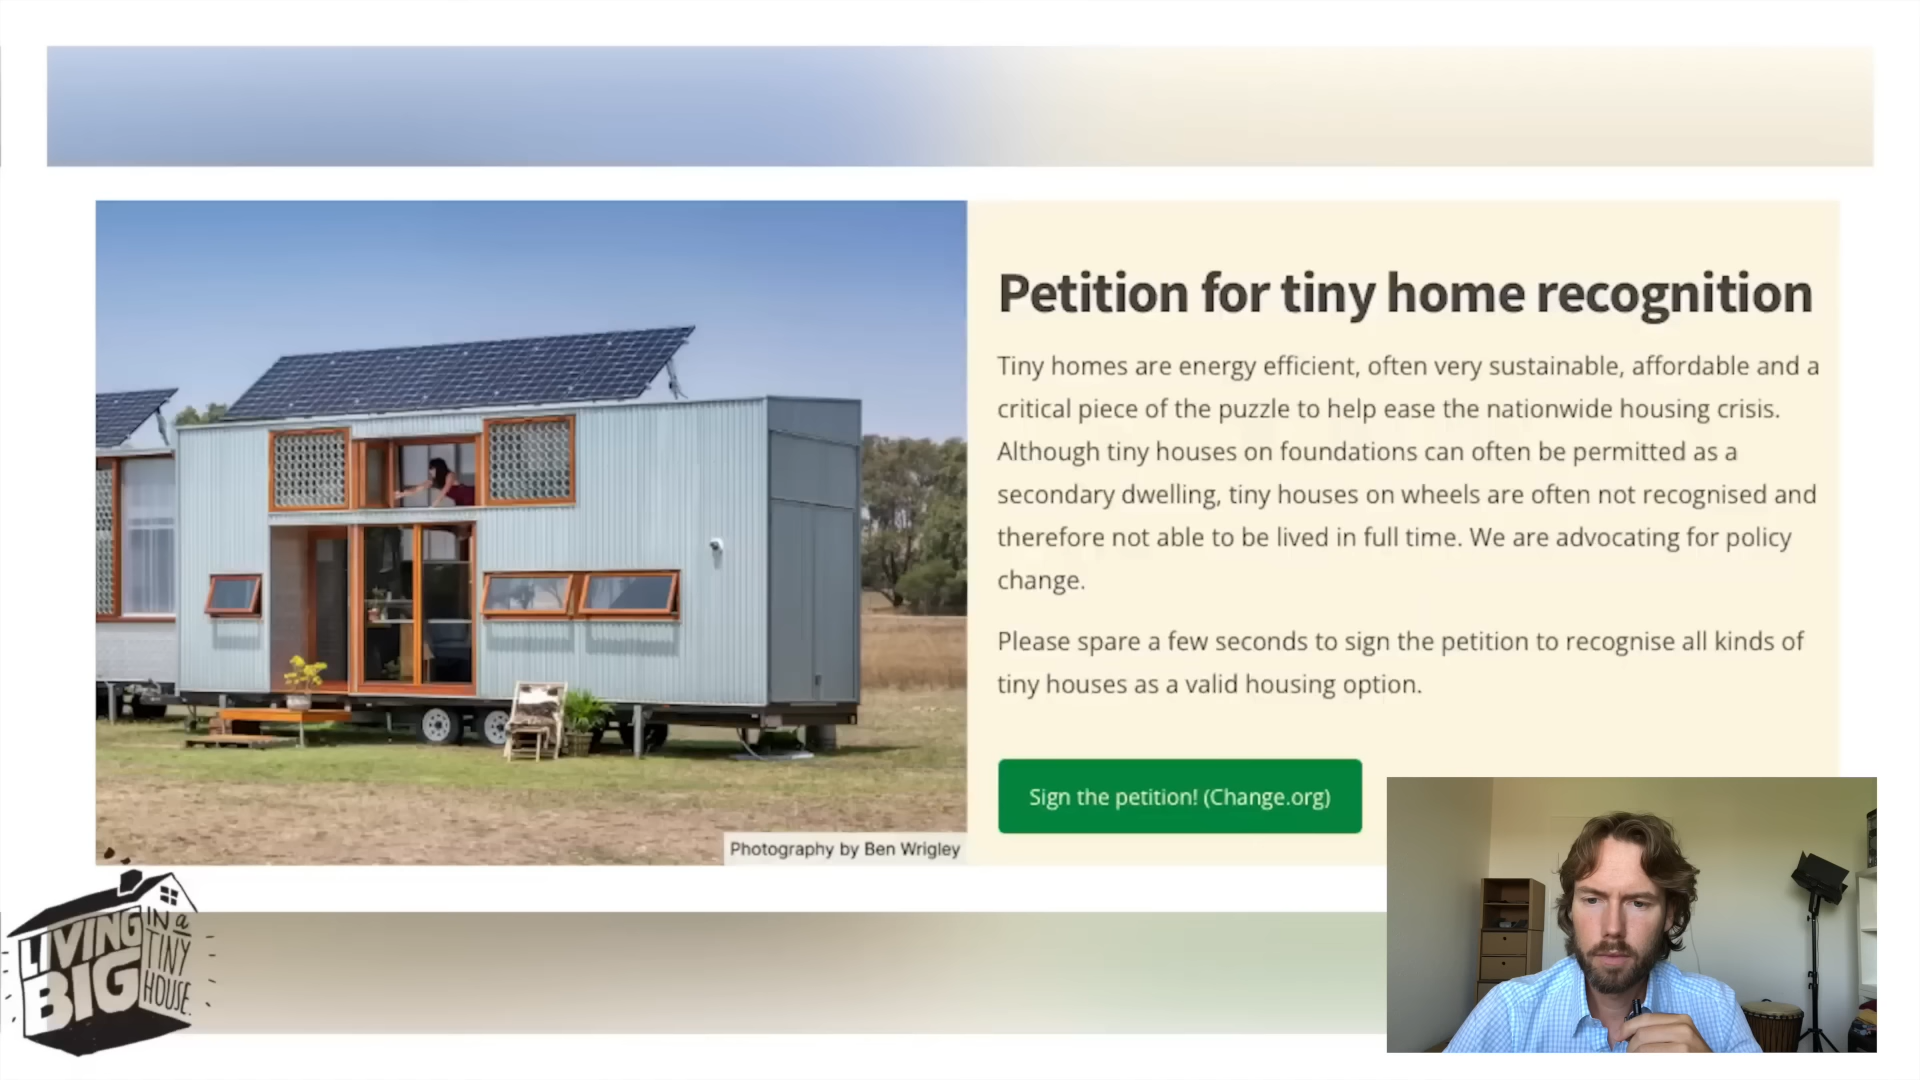 Petition for tiny home recognition
Tiny homes are energy efficient, often very sustainable, affordable and a
critical piece of the puzzle to help ease the nationwide housing crisis.
Although tiny houses on foundations can often be permitted as a
secondary dwelling, tiny houses on wheels are often not recognised and
therefore not able to be lived in full time. We are advocating for policy
change.
Please spare a few seconds to sign the petition to recognise all kinds of
tiny houses as a valid housing option.
Sign the petition! (Change.org)
Photography by Ben Wrigley
LIVING
BIG
IN a
TINY
HOUSE